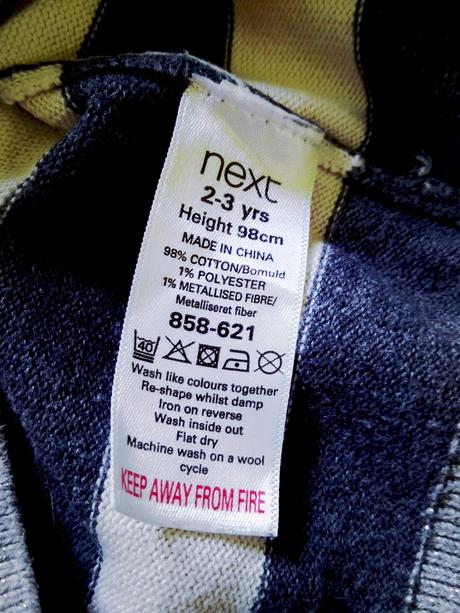 next
2-3 yrs
Height 98cm
MADE IN CHINA
98% COTTON/Bomuld
1% POLYESTER
1% METALLISED FIBRE/
Metalliseret fiber
858-621
40
Wash like colours together
Re-shape whilst damp
Iron on reverse
Wash inside out
Flat dry
Machine wash on a wool
cycle
KEEP AWAY FROM FIRE